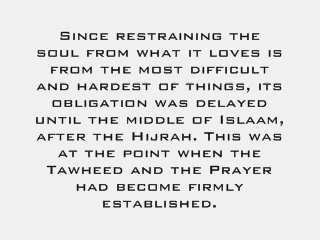 Since restraining the
soul from what it loves is
from the most difficult
and hardest of things, its
obligation was delayed
until the middle of Islaam,
after the Hijrah. This was
at the point when the
Tawheed and the Prayer
had become firmly
established.